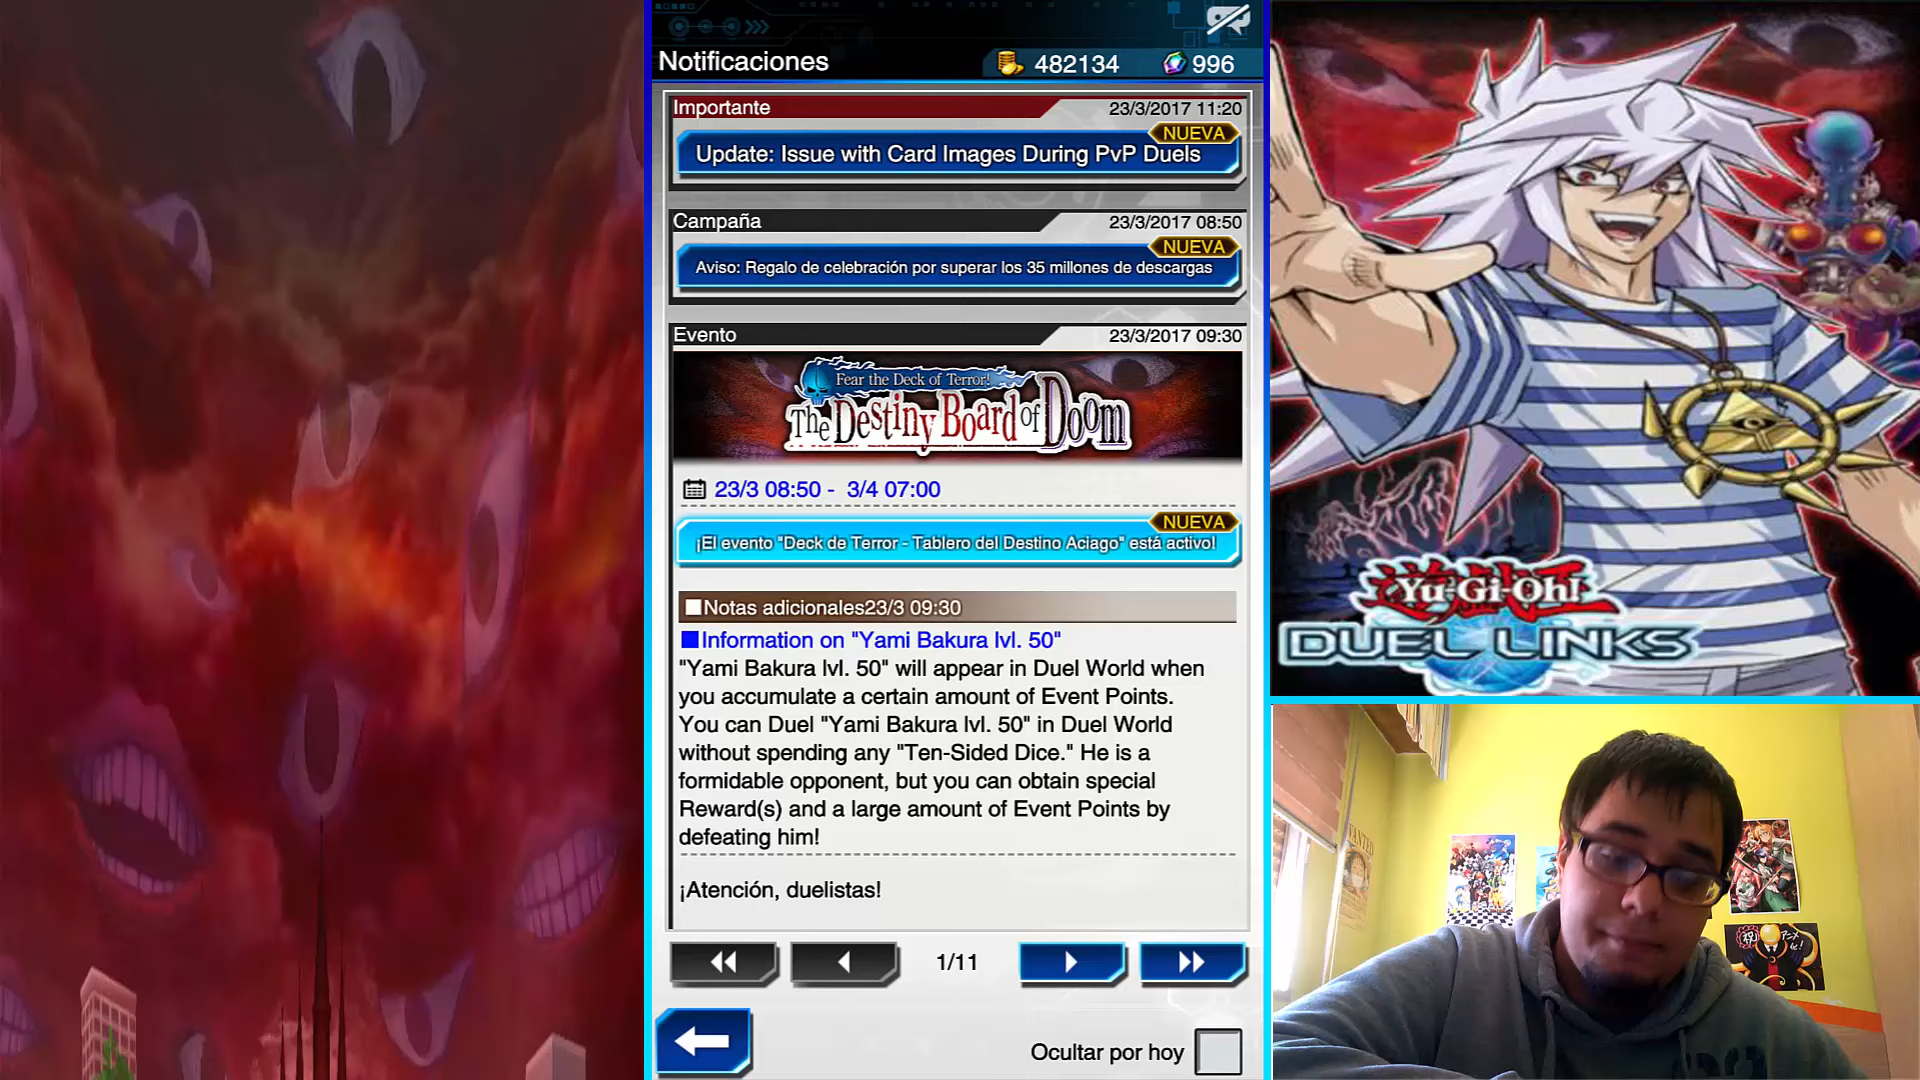 Notificaciones
482134
996
Importante
23/3/2017 11:20
NUEVA
Update: Issue with Card Images During PvP Duels
Campaña
23/3/2017 08:50
NUEVA
Aviso: Regalo de celebración por superar los 35 millones de descargas
Evento
23/3/2017 09:30
Fear the Deck of Terror!
The Destiny Board of Doom
23/3 08:50 - 3/4 07:00
NUEVA
¡El evento "Deck de Terror - Tablero del Destino Aciago" está activo!
■Notas adicionales23/3 09:30
■Information on "Yami Bakura lvl. 50"
"Yami Bakura lvl. 50" will appear in Duel World when
you accumulate a certain amount of Event Points.
You can Duel "Yami Bakura lvl. 50" in Duel World
without spending any "Ten-Sided Dice." He is a
formidable opponent, but you can obtain special
Reward(s) and a large amount of Event Points by
defeating him!
¡Atención, duelistas!
1/11
Ocultar por hoy
Yu-Gi-Oh!
DUEL LINKS
WANTED